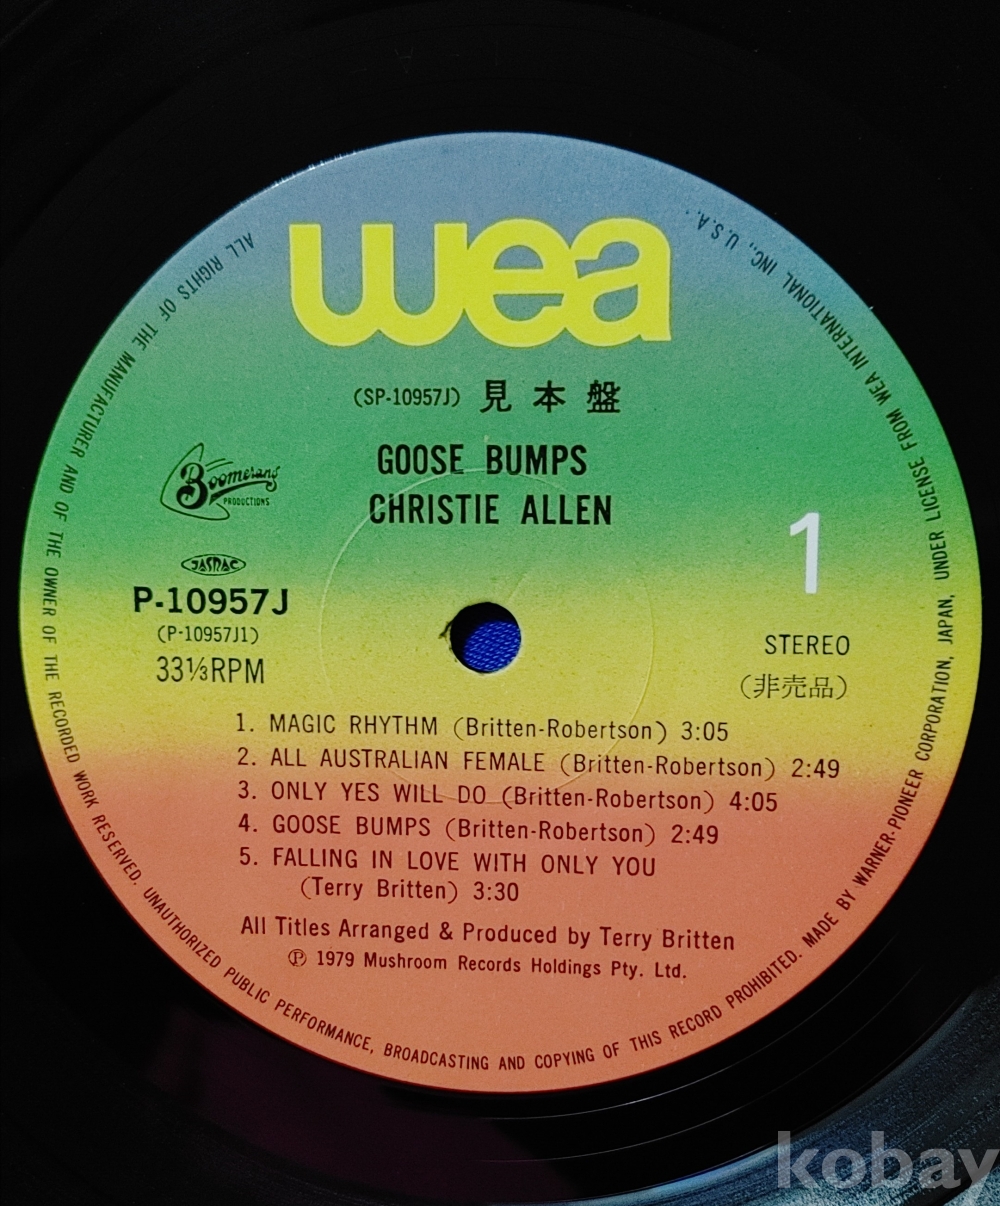 wea
(SP-10957J) 見本盤
GOOSE BUMPS
CHRISTIE ALLEN
Boomerang
PRODUCTIONS
JASRAC
P-10957J
(P-10957J1)
33⅓RPM
1
STEREO
(非売品)
1. MAGIC RHYTHM (Britten-Robertson) 3:05
2. ALL AUSTRALIAN FEMALE (Britten-Robertson) 2:49
3. ONLY YES WILL DO (Britten-Robertson) 4:05
4. GOOSE BUMPS (Britten-Robertson) 2:49
5. FALLING IN LOVE WITH ONLY YOU
(Terry Britten) 3:30
All Titles Arranged & Produced by Terry Britten
℗ 1979 Mushroom Records Holdings Pty. Ltd.
ALL RIGHTS OF THE MANUFACTURER AND OF THE OWNER OF THE RECORDED WORK RESERVED. UNAUTHORIZED PUBLIC PERFORMANCE, BROADCASTING AND COPYING OF THIS RECORD PROHIBITED. MADE BY WARNER-PIONEER CORPORATION, JAPAN, UNDER LICENSE FROM WEA INTERNATIONAL INC., U.S.A.
kobay